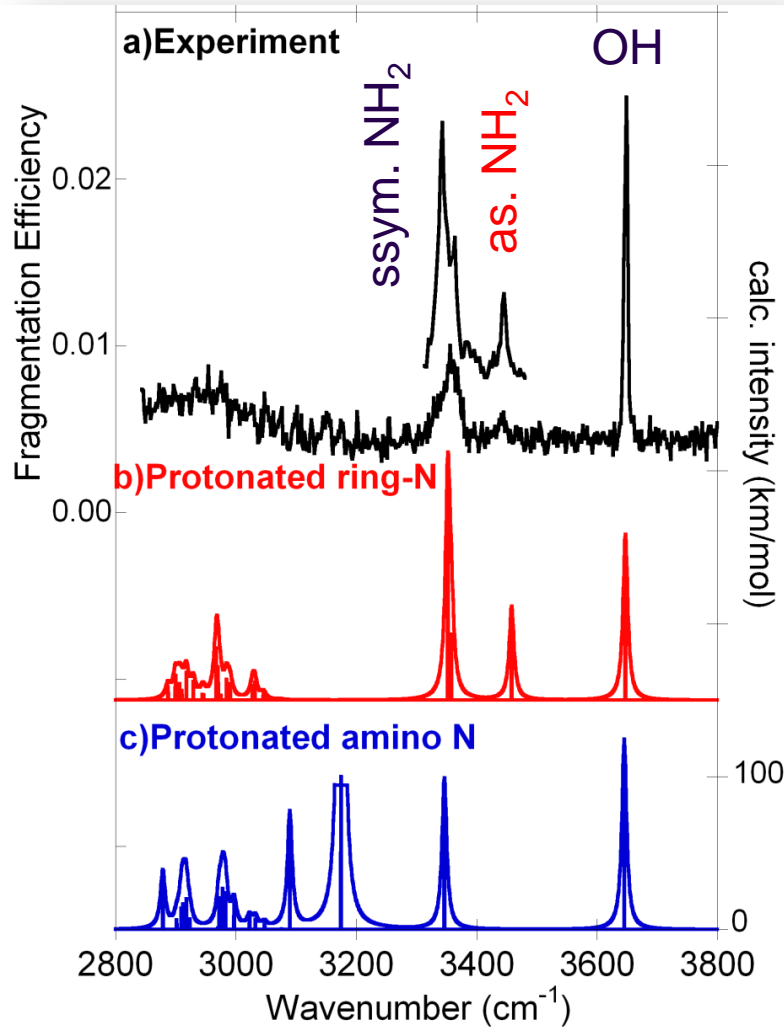 a)Experiment
OH
ssym. NH2
as. NH2
Fragmentation Efficiency
0.02
0.01
0.00
calc. intensity (km/mol)
b)Protonated ring-N
c)Protonated amino N
100
0
2800 3000 3200 3400 3600 3800
Wavenumber (cm-1)